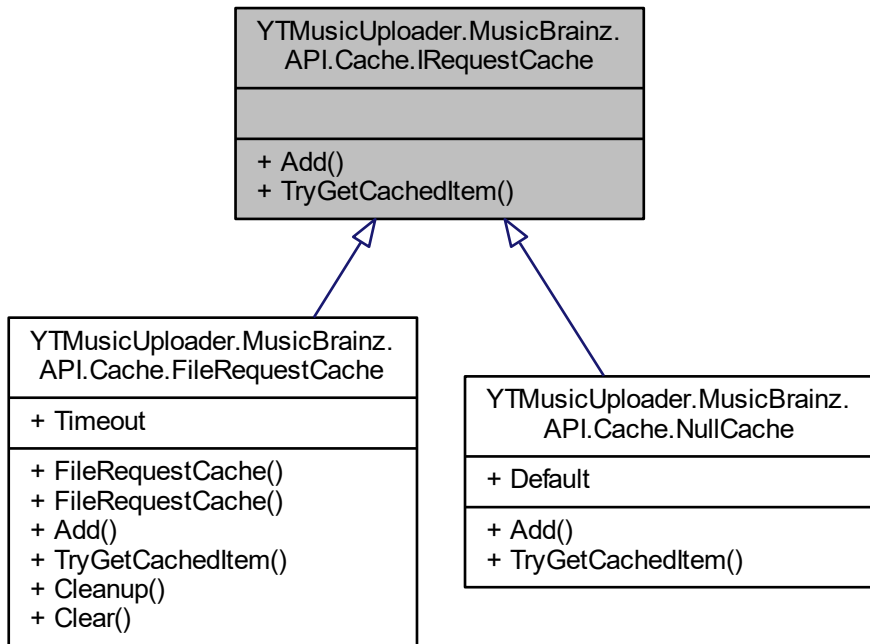 YTMusicUploader.MusicBrainz.
API.Cache.IRequestCache
+ Add()
+ TryGetCachedItem()
YTMusicUploader.MusicBrainz.
API.Cache.FileRequestCache
+ Timeout
+ FileRequestCache()
+ FileRequestCache()
+ Add()
+ TryGetCachedItem()
+ Cleanup()
+ Clear()
YTMusicUploader.MusicBrainz.
API.Cache.NullCache
+ Default
+ Add()
+ TryGetCachedItem()